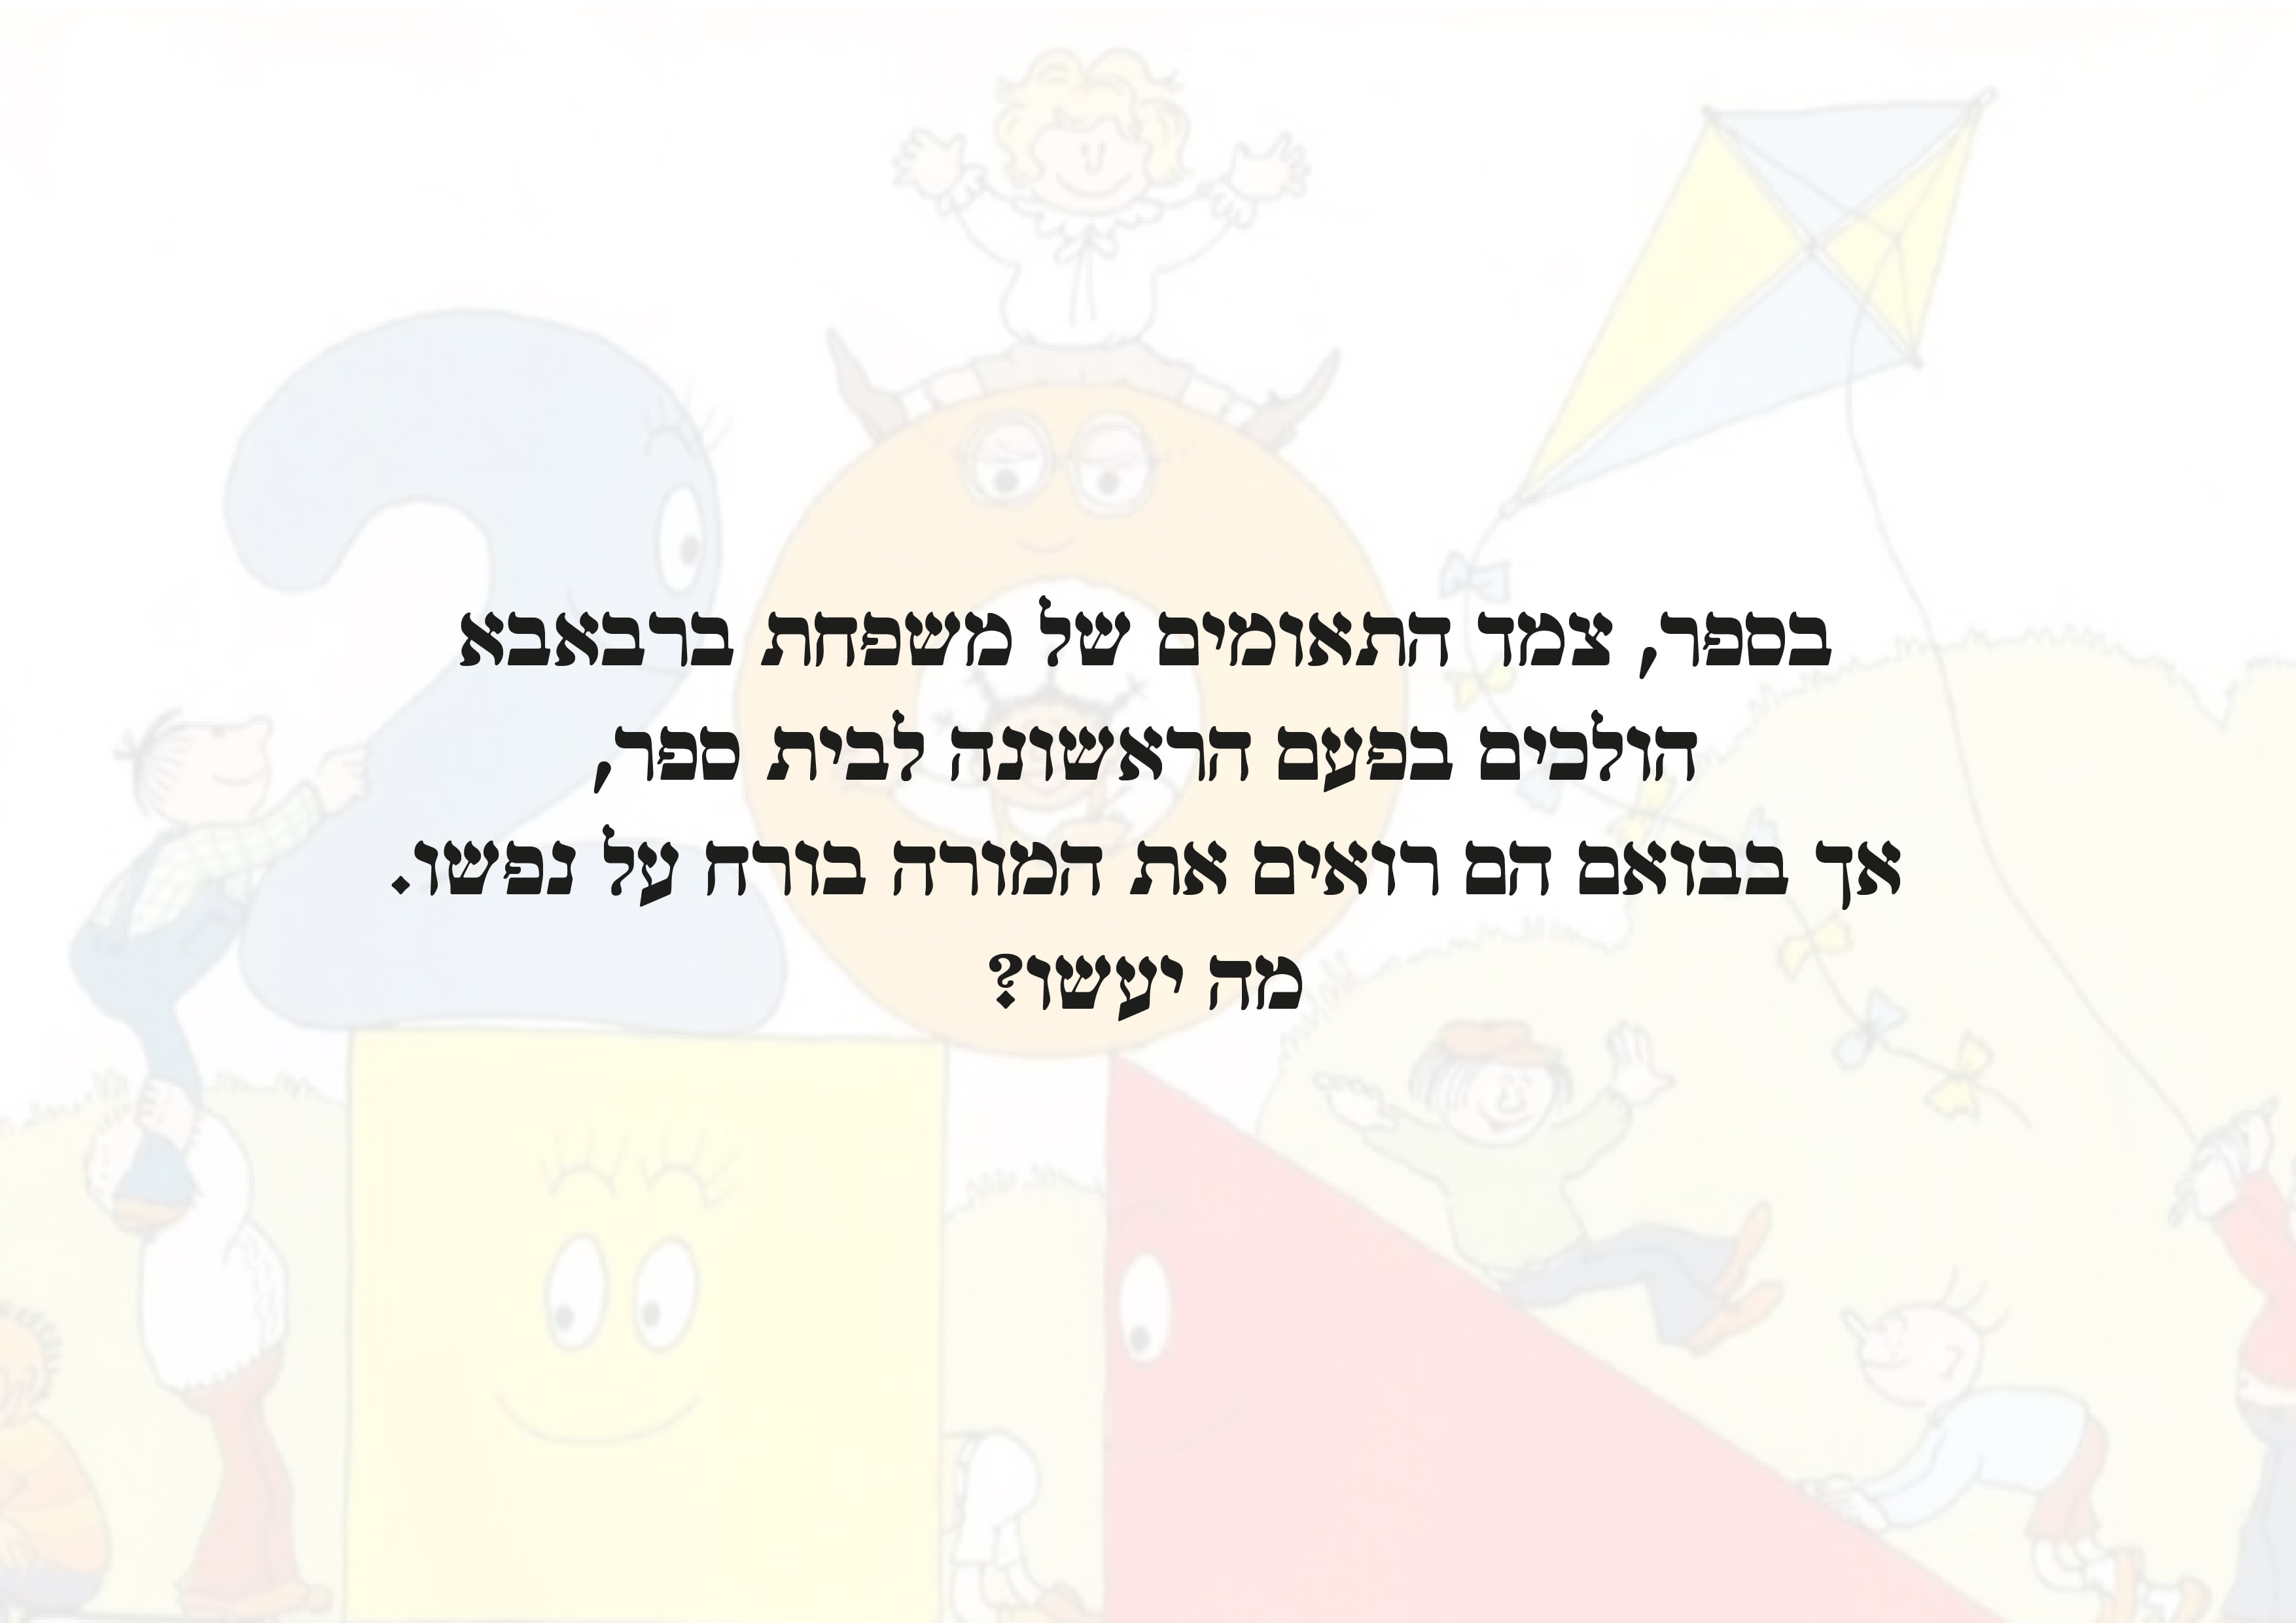 בספר, צמד התאומים של משפחת ברבאבא
הולכים בפעם הראשונה לבית ספר,
אך בבואם הם רואים את המורה בורח על נפשו.
מה יעשו?